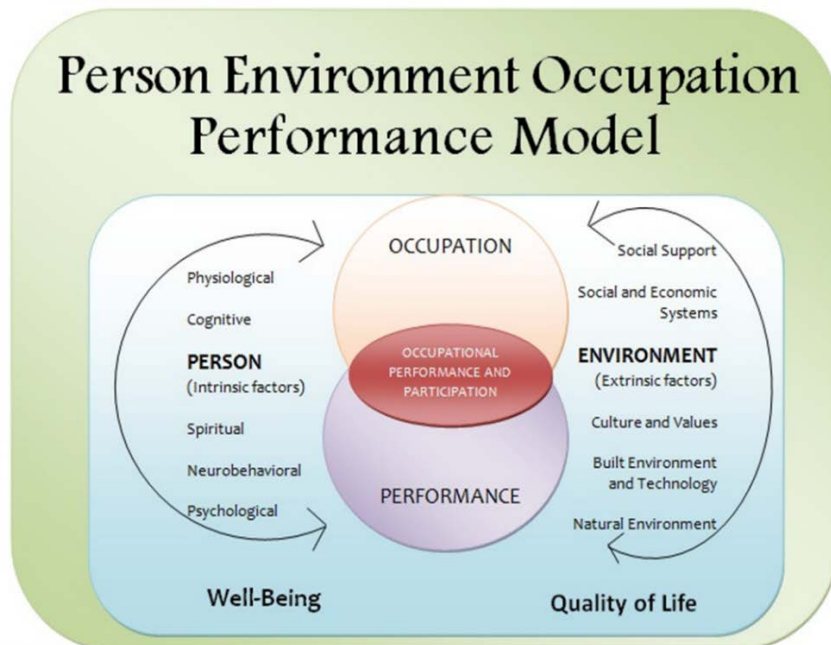 Person Environment Occupation
Performance Model
Physiological
Cognitive
PERSON
(Intrinsic factors)
Spiritual
Neurobehavioral
Psychological
OCCUPATION
OCCUPATIONAL
PERFORMANCE AND
PARTICIPATION
PERFORMANCE
Social Support
Social and Economic
Systems
ENVIRONMENT
(Extrinsic factors)
Culture and Values
Built Environment
and Technology
Natural Environment
Well-Being
Quality of Life